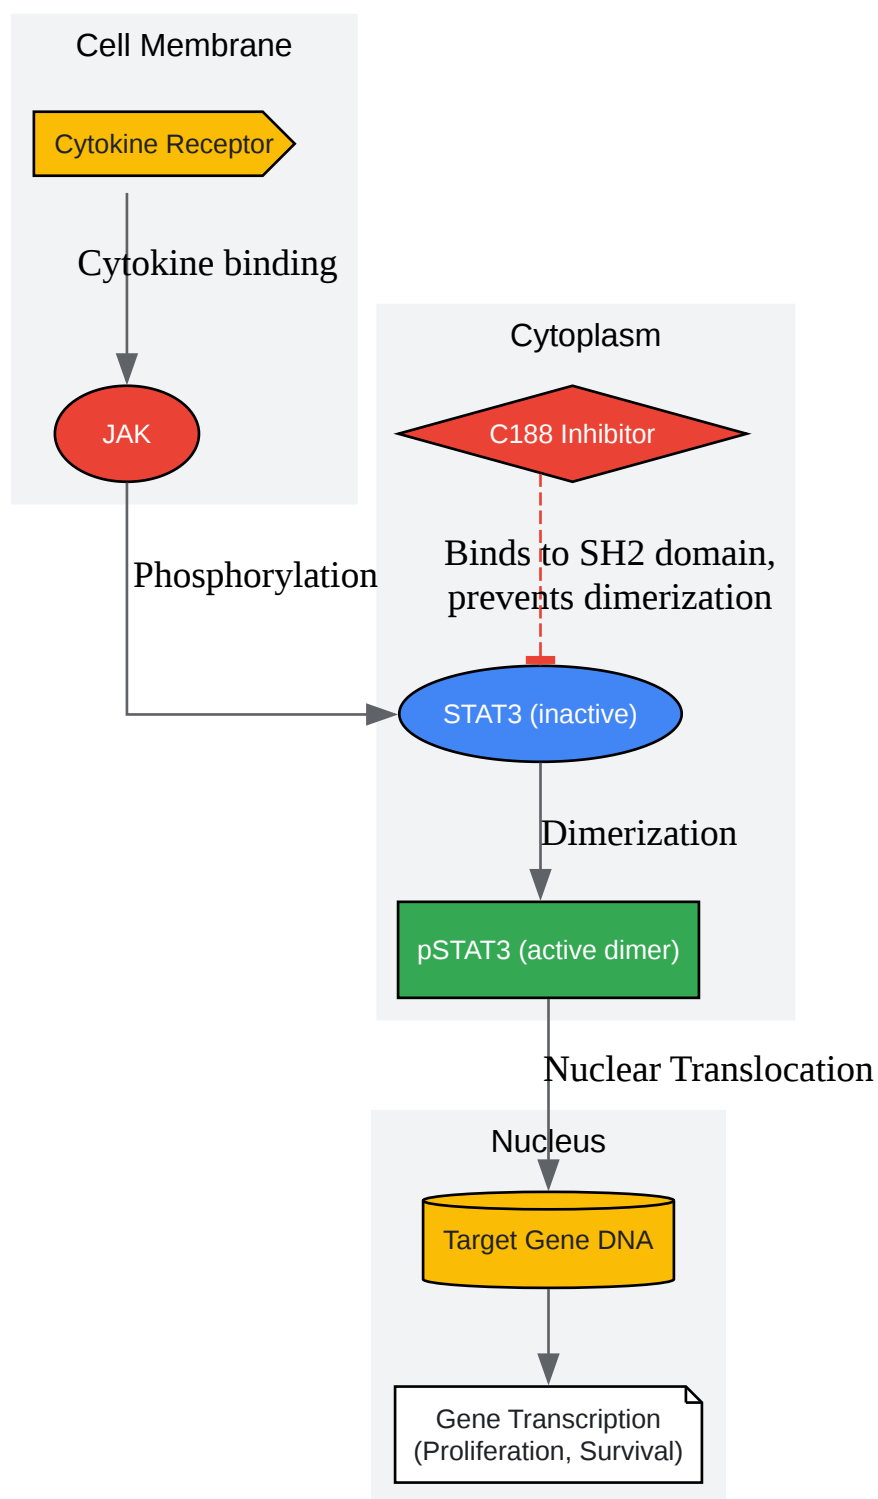 Cell Membrane
Cytokine Receptor
Cytokine binding
JAK
Phosphorylation
Cytoplasm
C188 Inhibitor
Binds to SH2 domain,
prevents dimerization
STAT3 (inactive)
Dimerization
pSTAT3 (active dimer)
Nuclear Translocation
Nucleus
Target Gene DNA
Gene Transcription
(Proliferation, Survival)